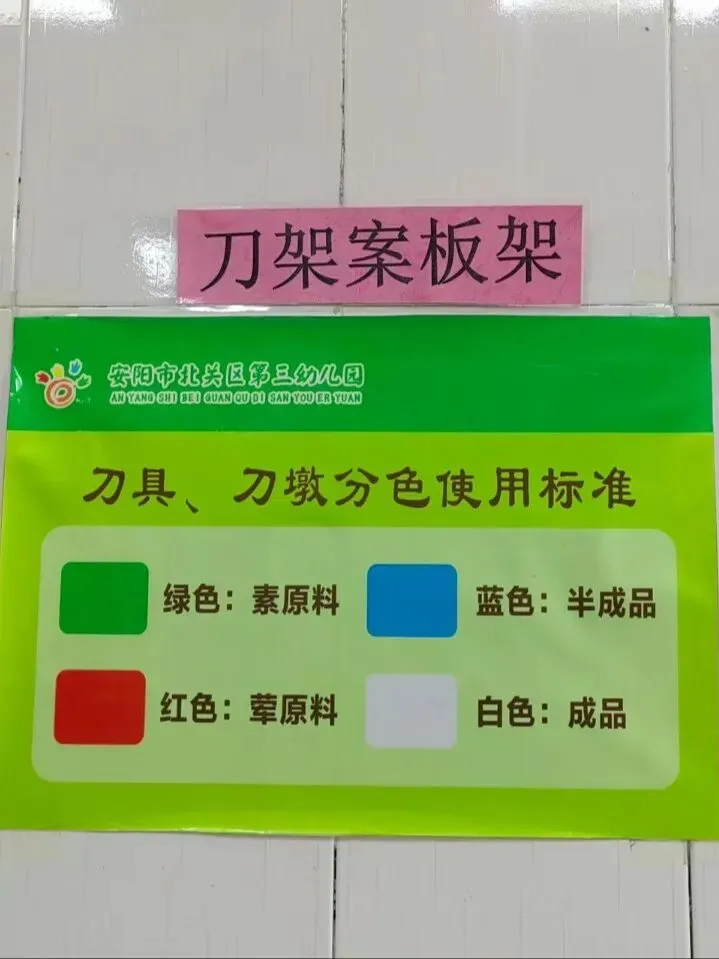 刀架案板架
安阳市北关区第三幼儿园
AN YANG SHI BEI GUAN QU DI SAN YOU ER YUAN
刀具、刀墩分色使用标准
绿色：素原料
蓝色：半成品
红色：荤原料
白色：成品